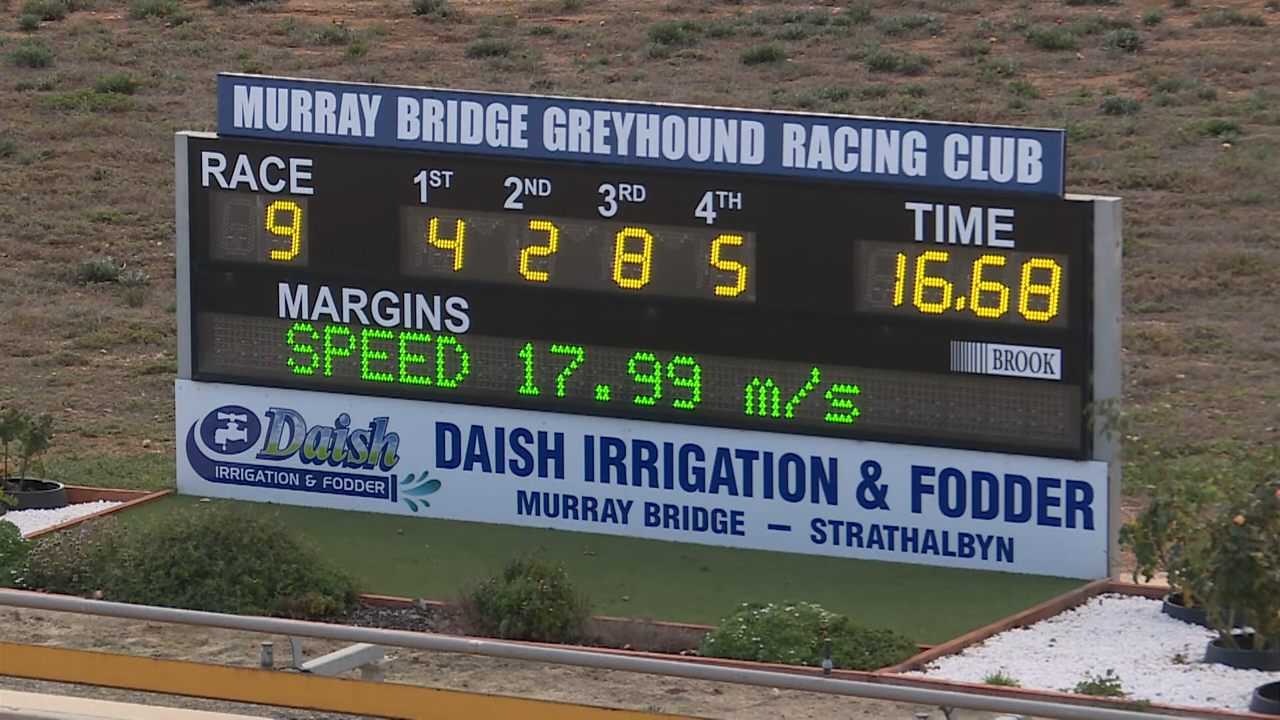 MURRAY BRIDGE GREYHOUND RACING CLUB
RACE 1ST 2ND 3RD 4TH TIME
9 4 2 8 5 16.68
MARGINS
SPEED 17.99 m/s
BROOK
Daish
IRRIGATION & FODDER
DAISH IRRIGATION & FODDER
MURRAY BRIDGE – STRATHALBYN